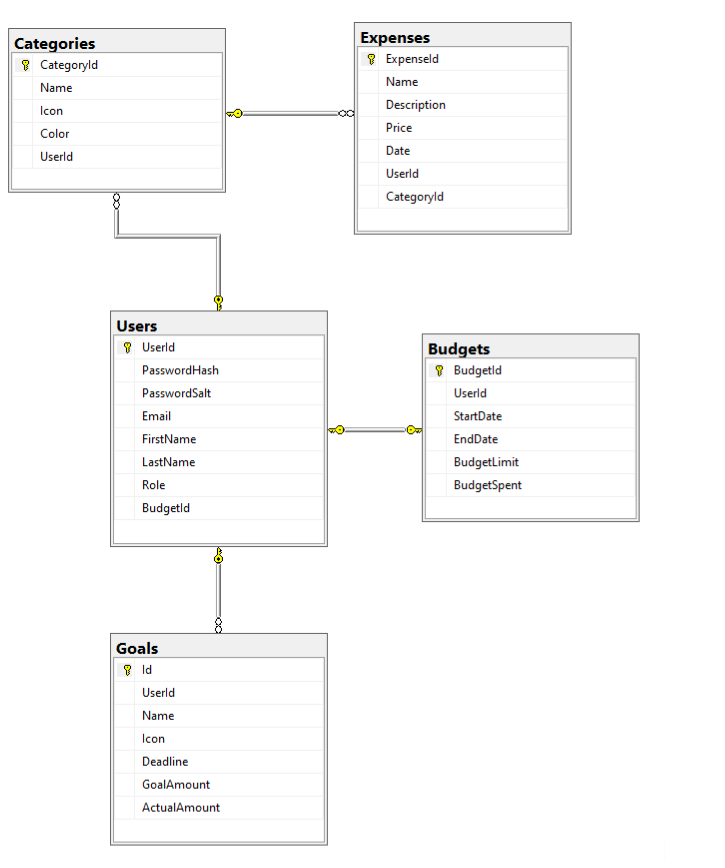 Categories
CategoryId
Name
Icon
Color
UserId
Expenses
ExpenseId
Name
Description
Price
Date
UserId
CategoryId
Users
UserId
PasswordHash
PasswordSalt
Email
FirstName
LastName
Role
BudgetId
Budgets
BudgetId
UserId
StartDate
EndDate
BudgetLimit
BudgetSpent
Goals
Id
UserId
Name
Icon
Deadline
GoalAmount
ActualAmount